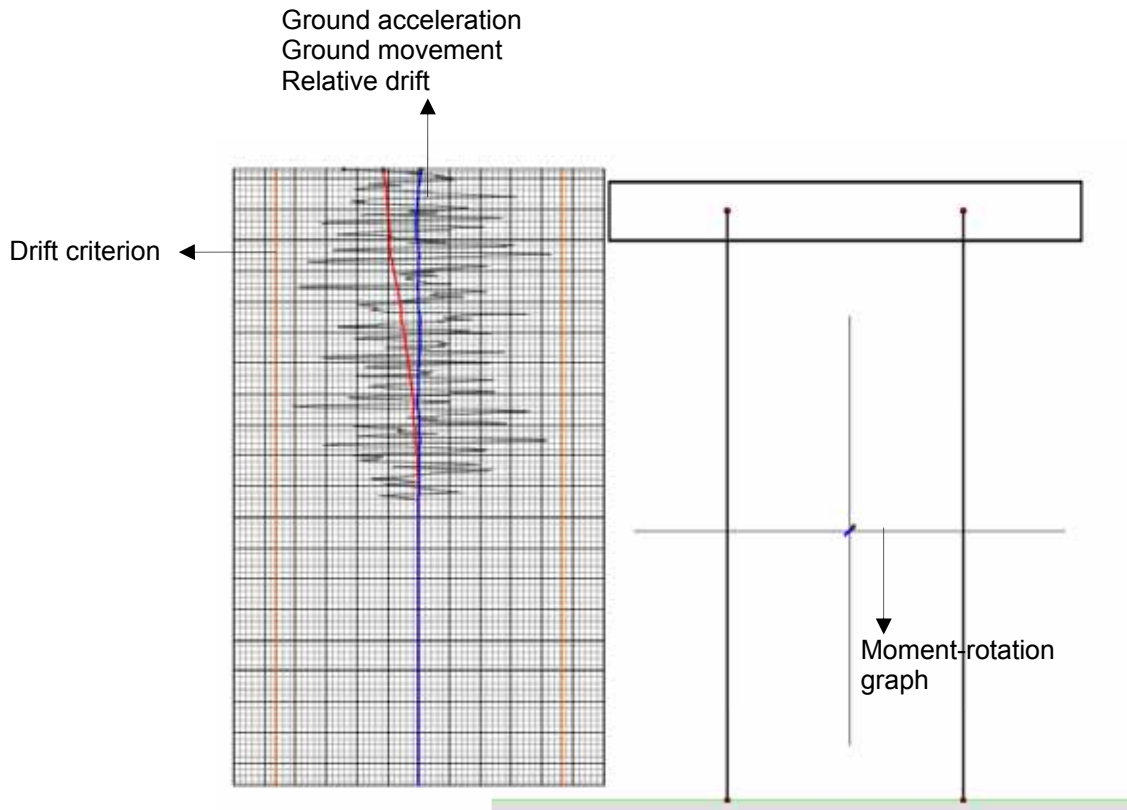 Ground acceleration
Ground movement
Relative drift
Drift criterion
Moment-rotation
graph